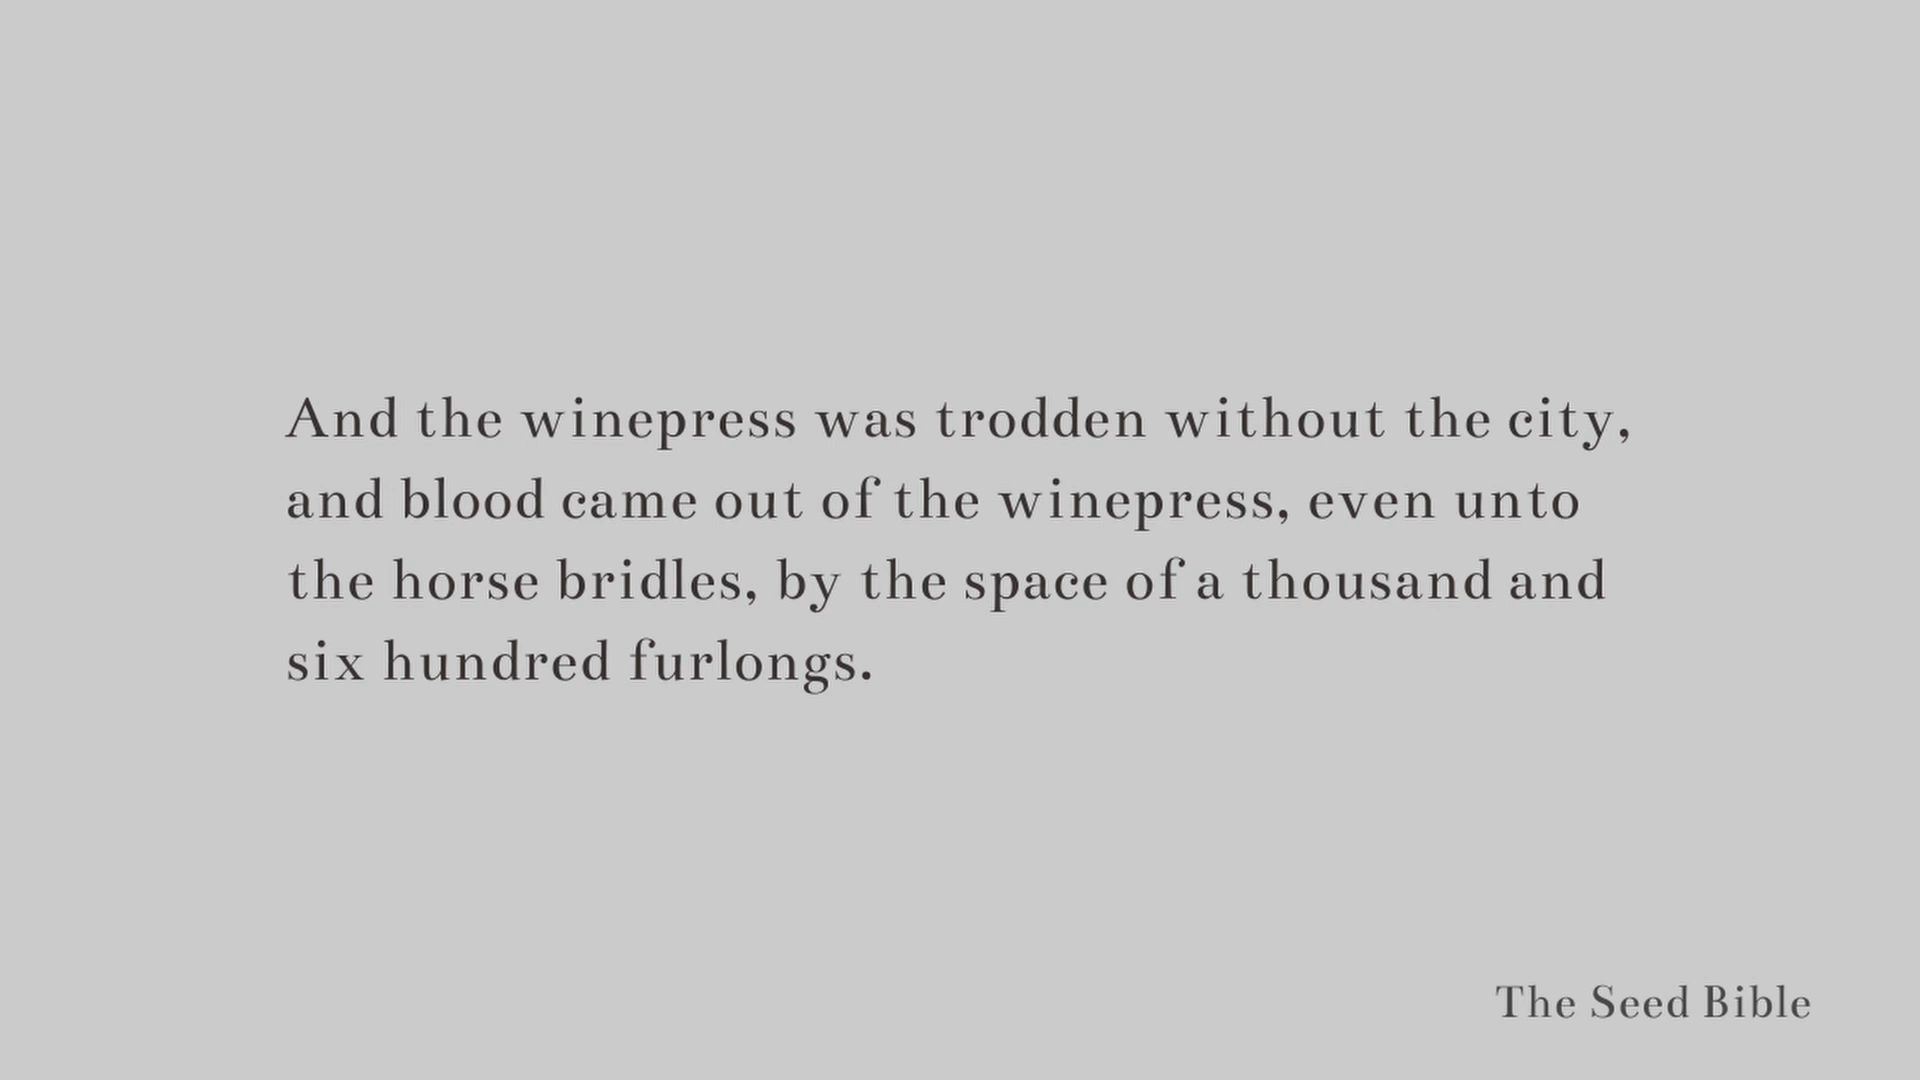 And the winepress was trodden without the city,
and blood came out of the winepress, even unto
the horse bridles, by the space of a thousand and
six hundred furlongs.
The Seed Bible